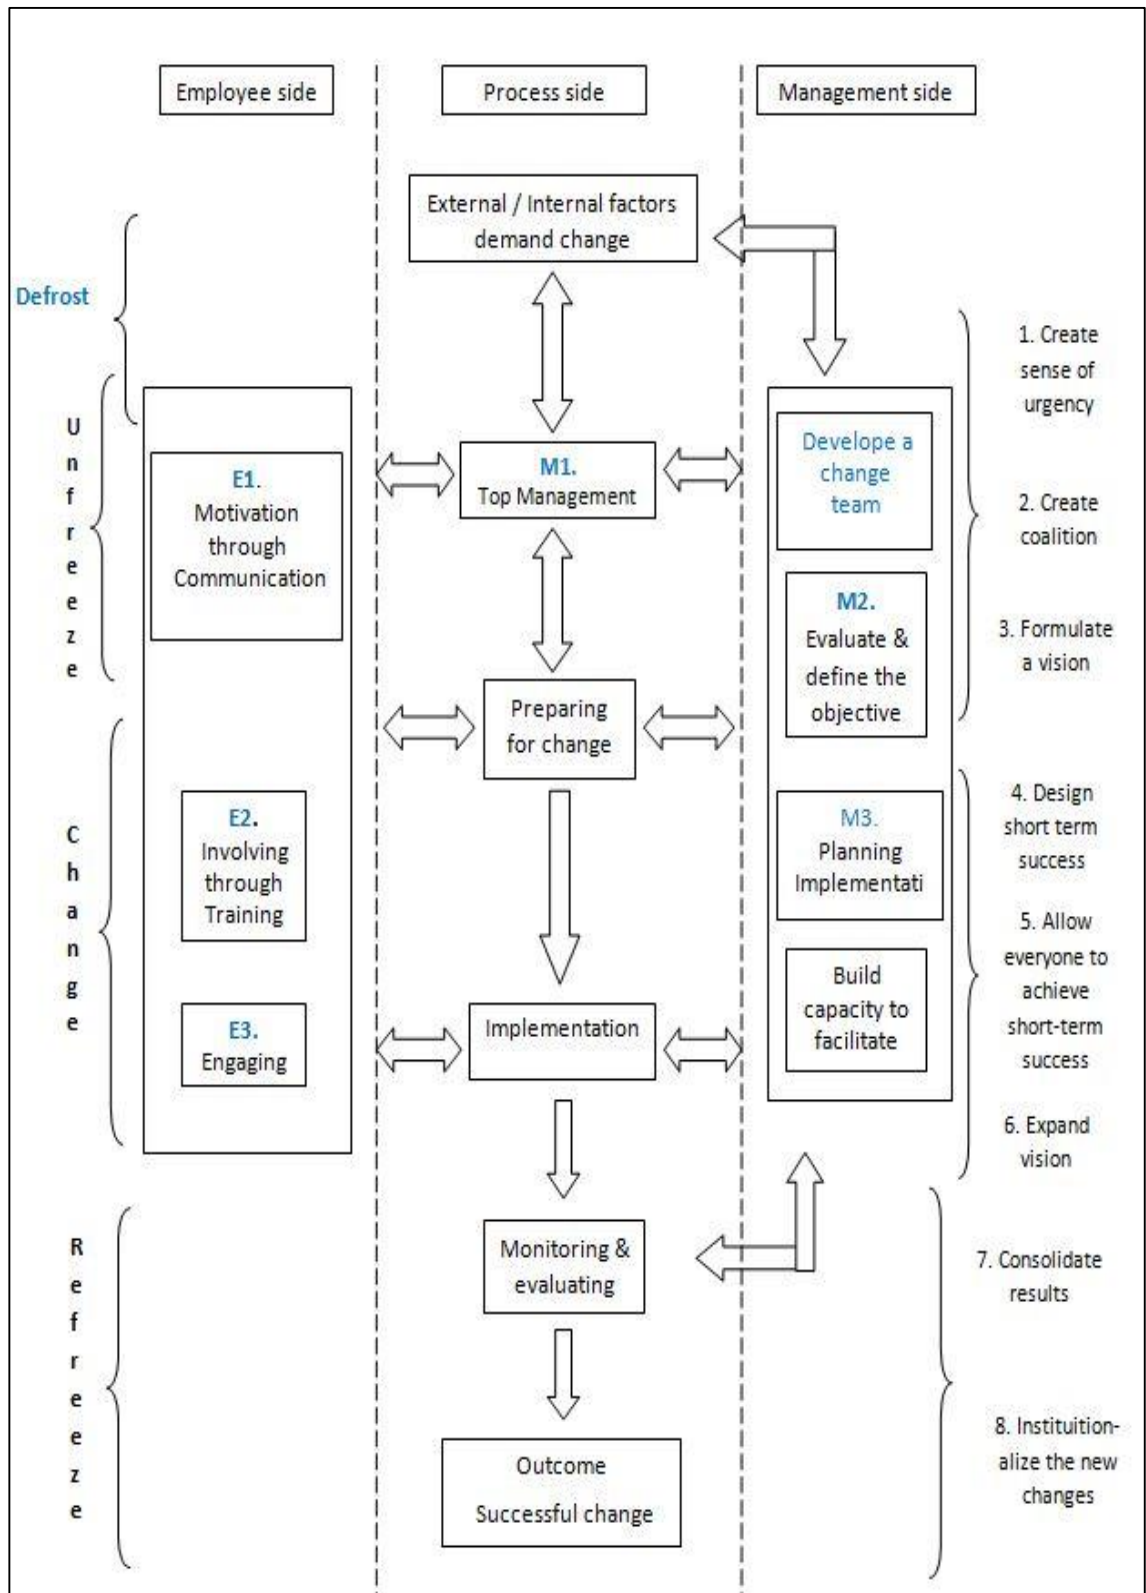 Employee side
Process side
Management side
External / Internal factors
demand change
Defrost
1. Create
sense of
urgency
2. Create
coalition
3. Formulate
a vision
U
n
f
r
e
e
z
e
E1.
Motivation
through
Communication
M1.
Top Management
Develope a
change
team
M2.
Evaluate &
define the
objective
Preparing
for change
C
h
a
n
g
e
E2.
Involving
through
Training
E3.
Engaging
Implementation
M3.
Planning
Implementati
Build
capacity to
facilitate
4. Design
short term
success
5. Allow
everyone to
achieve
short-term
success
6. Expand
vision
R
e
f
r
e
e
z
e
Monitoring &
evaluating
Outcome
Successful change
7. Consolidate
results
8. Instituition-
alize the new
changes